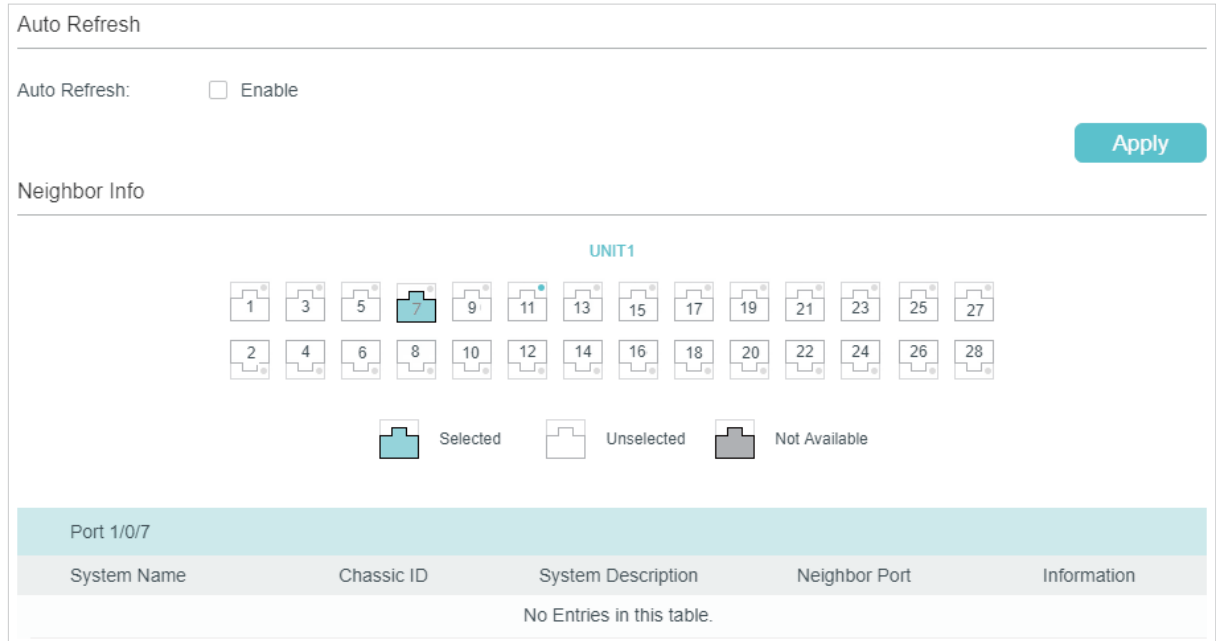 Auto Refresh
Auto Refresh: Enable
Apply
Neighbor Info
UNIT1
1 3 5 7 9 11 13 15 17 19 21 23 25 27
2 4 6 8 10 12 14 16 18 20 22 24 26 28
Selected Unselected Not Available
Port 1/0/7
System Name Chassic ID System Description Neighbor Port Information
No Entries in this table.